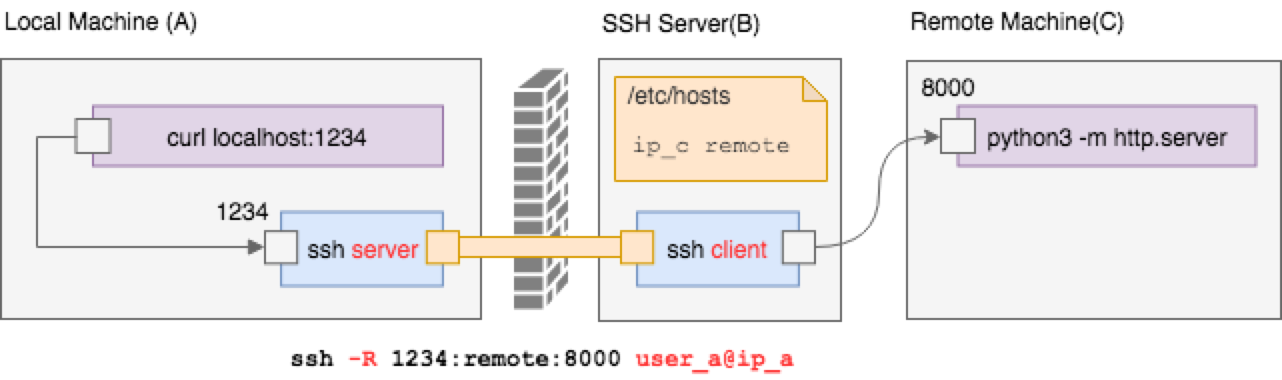 Local Machine (A)
SSH Server(B)
Remote Machine(C)
curl localhost:1234
1234
ssh server
/etc/hosts
ip_c remote
ssh client
8000
python3 -m http.server
ssh -R 1234:remote:8000 user_a@ip_a